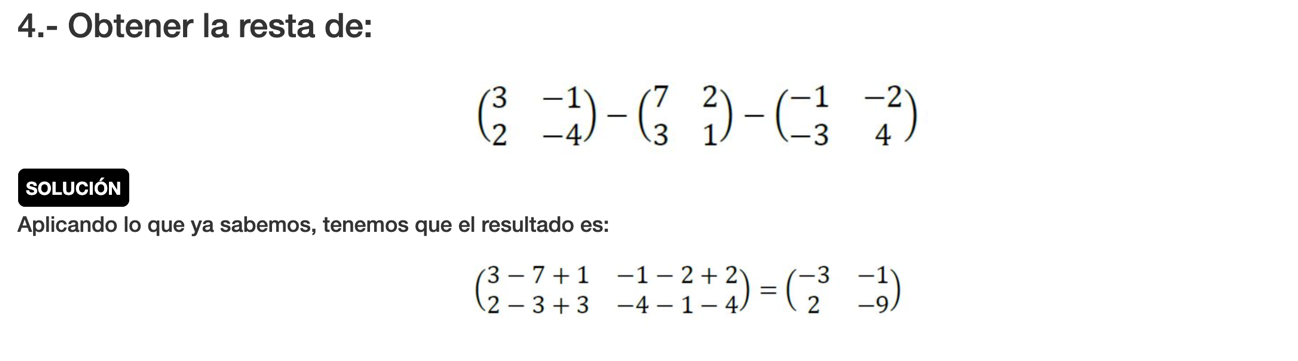 4.- Obtener la resta de:
(3 −1) − (7 2) − (−1 −2)
(2 −4) (3 1) (−3 4)
SOLUCIÓN
Aplicando lo que ya sabemos, tenemos que el resultado es:
(3 − 7 + 1 −1 − 2 + 2) = (−3 −1)
(2 − 3 + 3 −4 − 1 − 4) (2 −9)